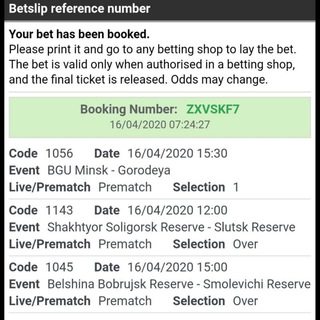 Betslip reference number
Your bet has been booked.
Please print it and go to any betting shop to lay the bet.
The bet is valid only when authorised in a betting shop,
and the final ticket is released. Odds may change.
Booking Number: ZXVSKF7
16/04/2020 07:24:27
Code 1056 Date 16/04/2020 15:30
Event BGU Minsk - Gorodeya
Live/Prematch Prematch Selection 1
Code 1143 Date 16/04/2020 12:00
Event Shakhtyor Soligorsk Reserve - Slutsk Reserve
Live/Prematch Prematch Selection Over
Code 1045 Date 16/04/2020 15:00
Event Belshina Bobrujsk Reserve - Smolevichi Reserve
Live/Prematch Prematch Selection Over